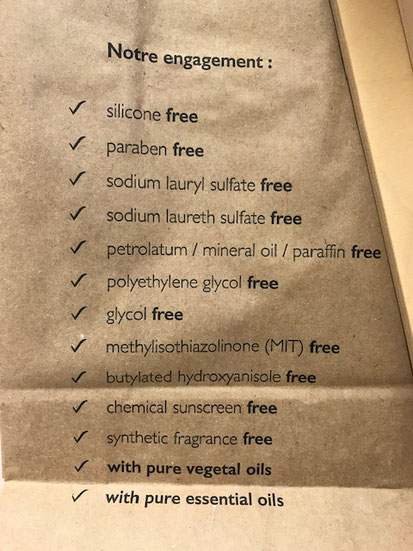 Notre engagement :
✓ silicone free
✓ paraben free
✓ sodium lauryl sulfate free
✓ sodium laureth sulfate free
✓ petrolatum / mineral oil / paraffin free
✓ polyethylene glycol free
✓ glycol free
✓ methylisothiazolinone (MIT) free
✓ butylated hydroxyanisole free
✓ chemical sunscreen free
✓ synthetic fragrance free
✓ with pure vegetal oils
✓ with pure essential oils